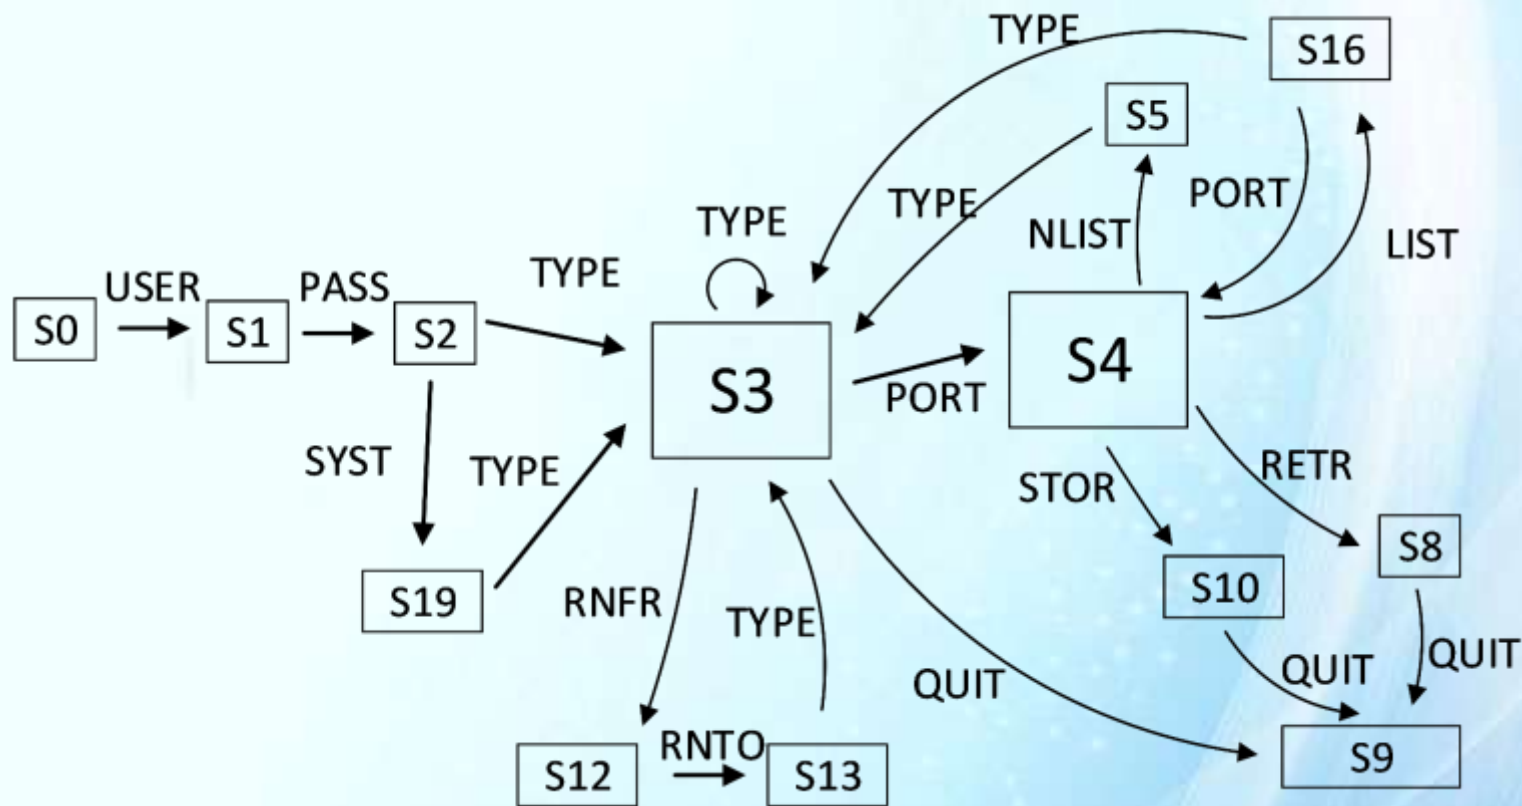 TYPE
S16
S5
TYPE
PORT
TYPE
NLIST
LIST
USER
PASS
TYPE
S0
S1
S2
S3
S4
PORT
SYST
TYPE
STOR
RETR
S8
S19
S10
RNFR
TYPE
QUIT
QUIT
QUIT
RNTO
S12
S13
S9